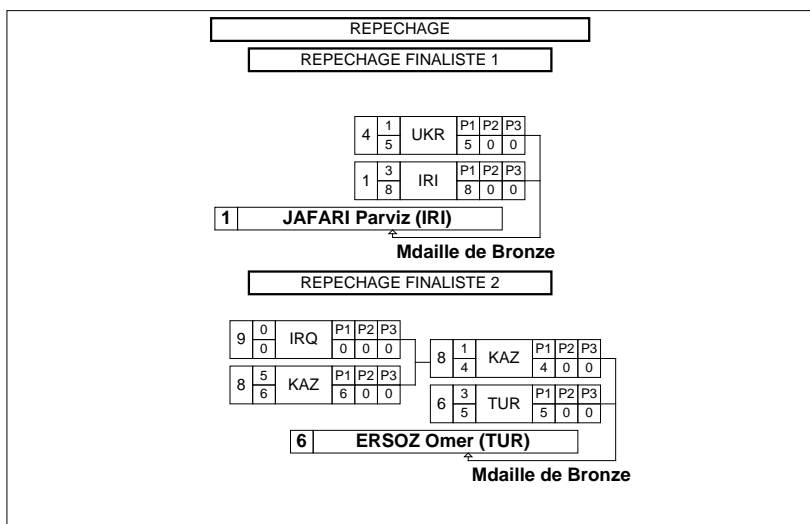 REPECHAGE
REPECHAGE FINALISTE 1
4 1 UKR P1 P2 P3
5 5 0 0
1 3 IRI P1 P2 P3
8 8 0 0
1 JAFARI Parviz (IRI)
Mdaille de Bronze
REPECHAGE FINALISTE 2
9 0 IRQ P1 P2 P3
0 0 0 0
8 5 KAZ P1 P2 P3
6 6 0 0
8 1 KAZ P1 P2 P3
4 4 0 0
6 3 TUR P1 P2 P3
5 5 0 0
6 ERSOZ Omer (TUR)
Mdaille de Bronze